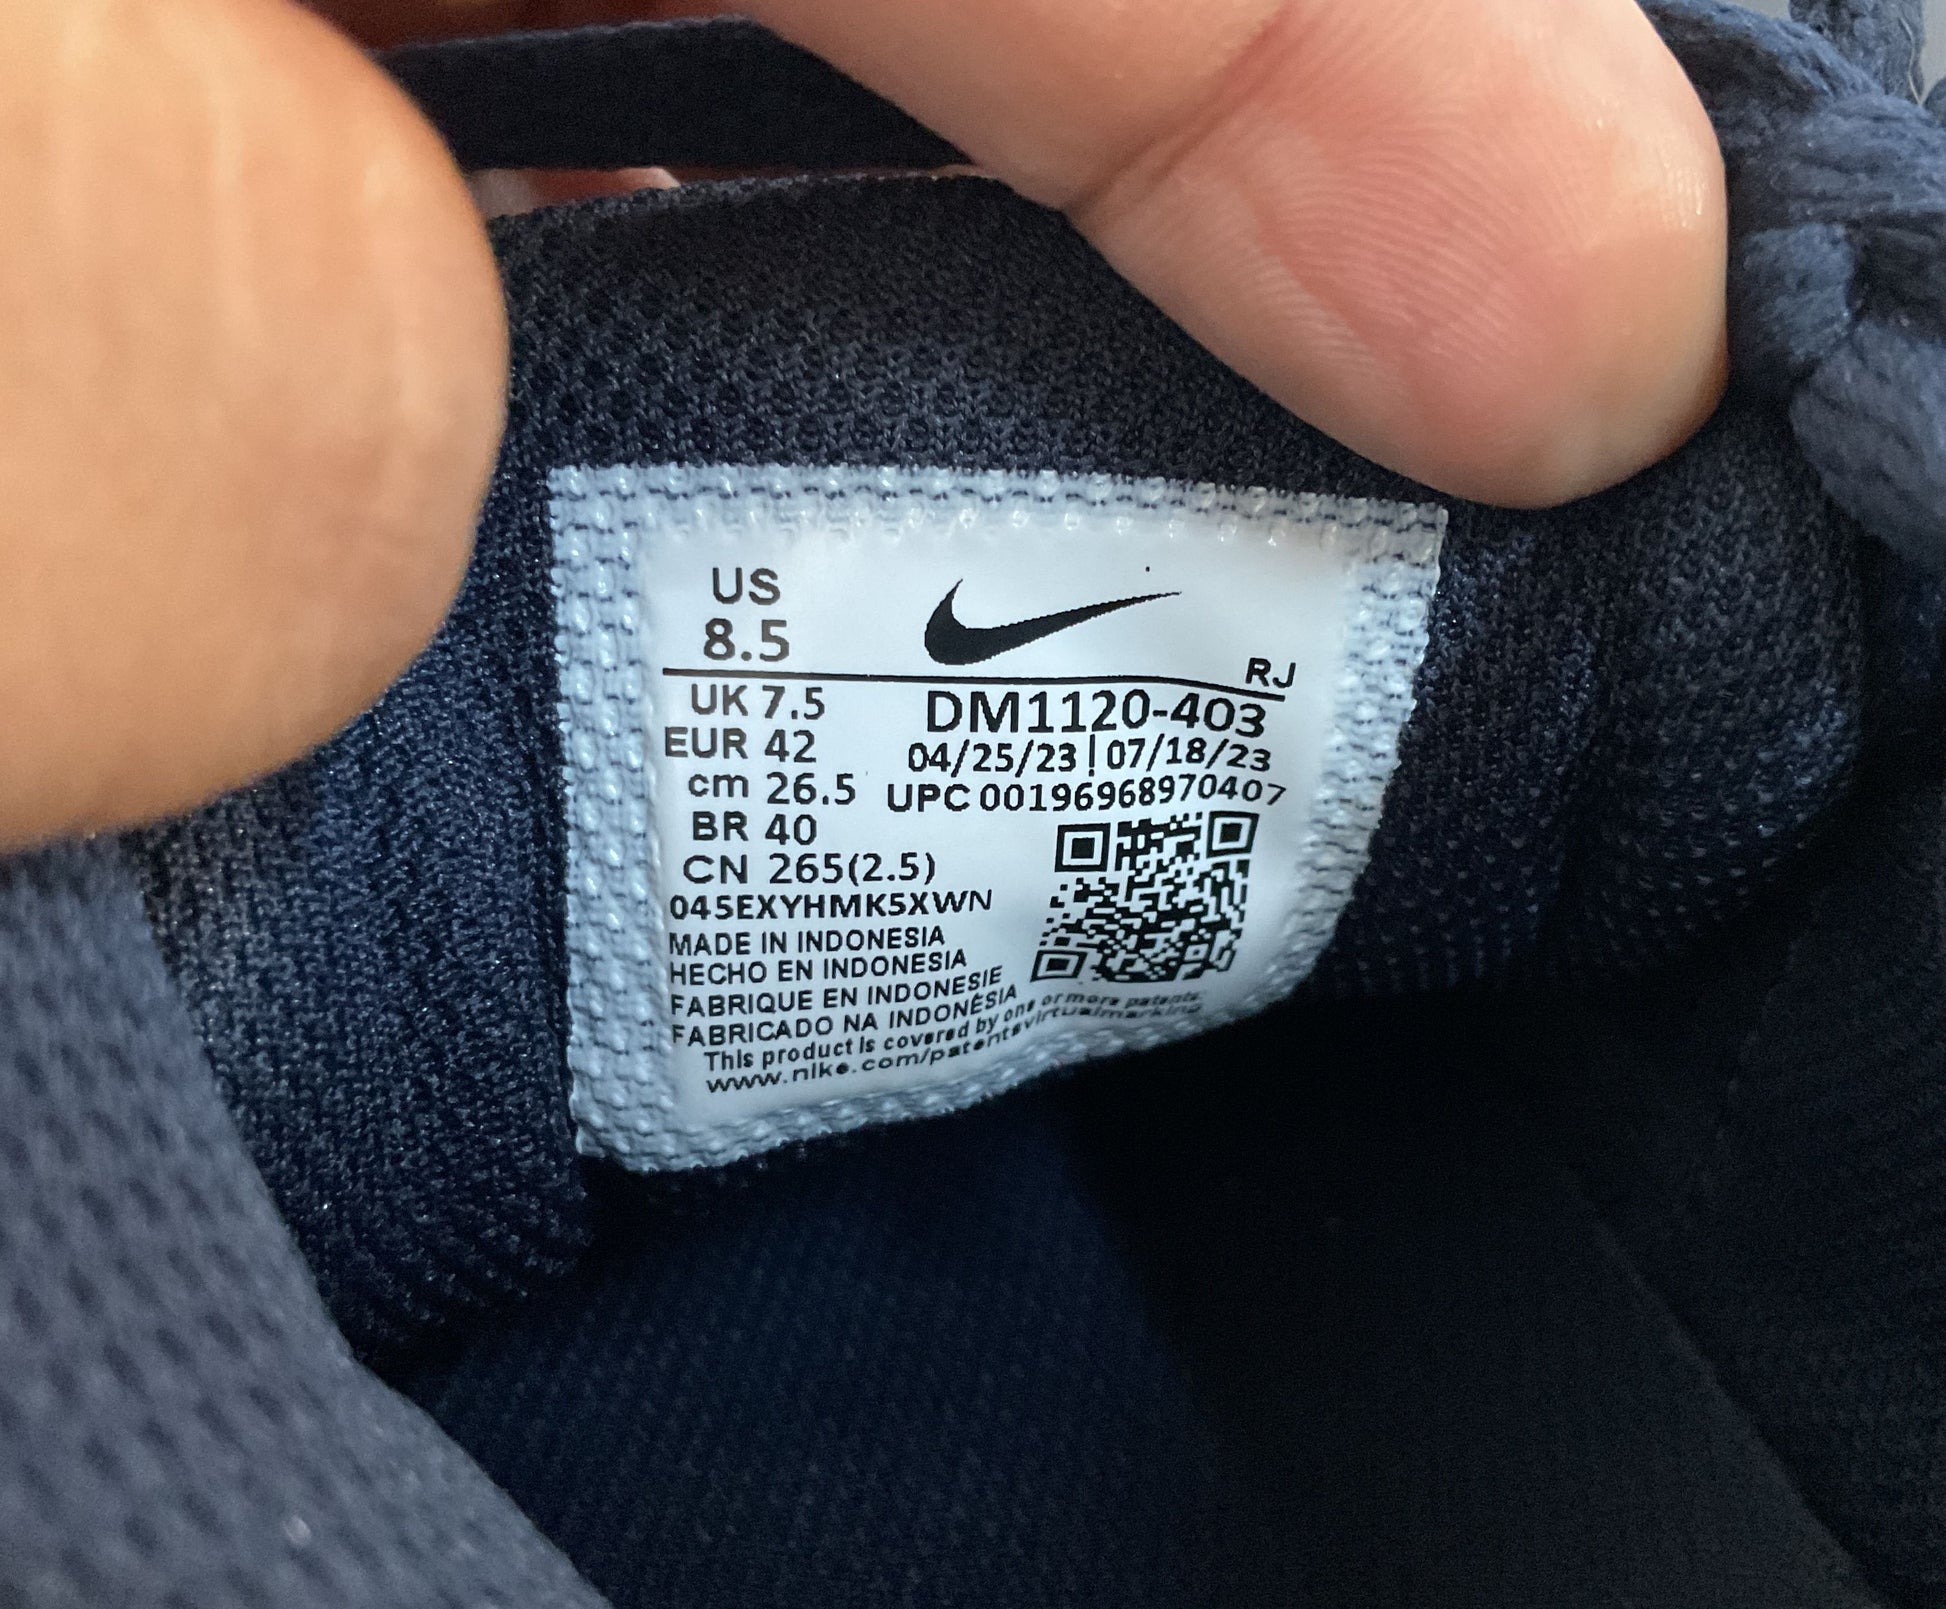 US
8.5
RJ
UK 7.5
EUR 42
cm 26.5
BR 40
CN 265(2.5)
DM1120-403
04/25/23|07/18/23
UPC 00196968970407
045EXYHMK5XWN
MADE IN INDONESIA
HECHO EN INDONESIA
FABRIQUE EN INDONESIE
FABRICADO NA INDONÉSIA
This product is covered by one or more patents.
www.nike.com/patentsvirtualmarking